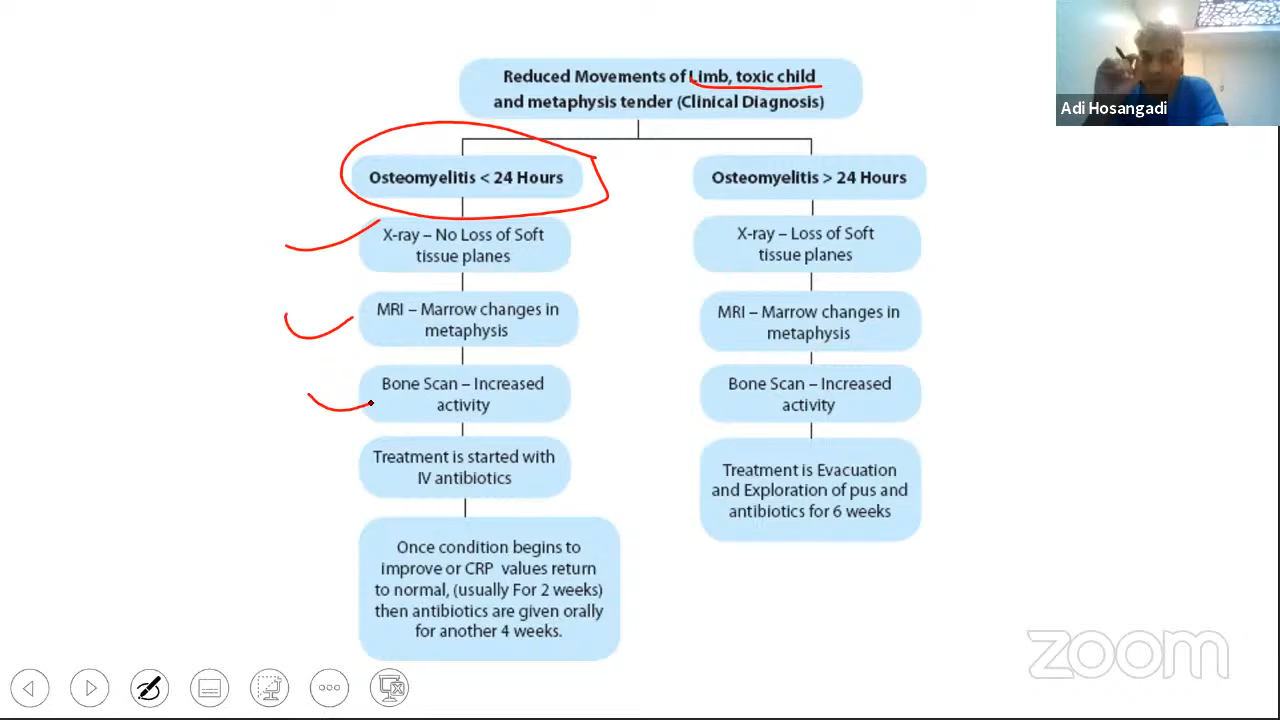 Reduced Movements of Limb, toxic child
and metaphysis tender (Clinical Diagnosis)
Adi Hosangadi
Osteomyelitis < 24 Hours
X-ray – No Loss of Soft
tissue planes
MRI – Marrow changes in
metaphysis
Bone Scan – Increased
activity
Treatment is started with
IV antibiotics
Once condition begins to
improve or CRP values return
to normal, (usually For 2 weeks)
then antibiotics are given orally
for another 4 weeks.
Osteomyelitis > 24 Hours
X-ray – Loss of Soft
tissue planes
MRI – Marrow changes in
metaphysis
Bone Scan – Increased
activity
Treatment is Evacuation
and Exploration of pus and
antibiotics for 6 weeks
zoom